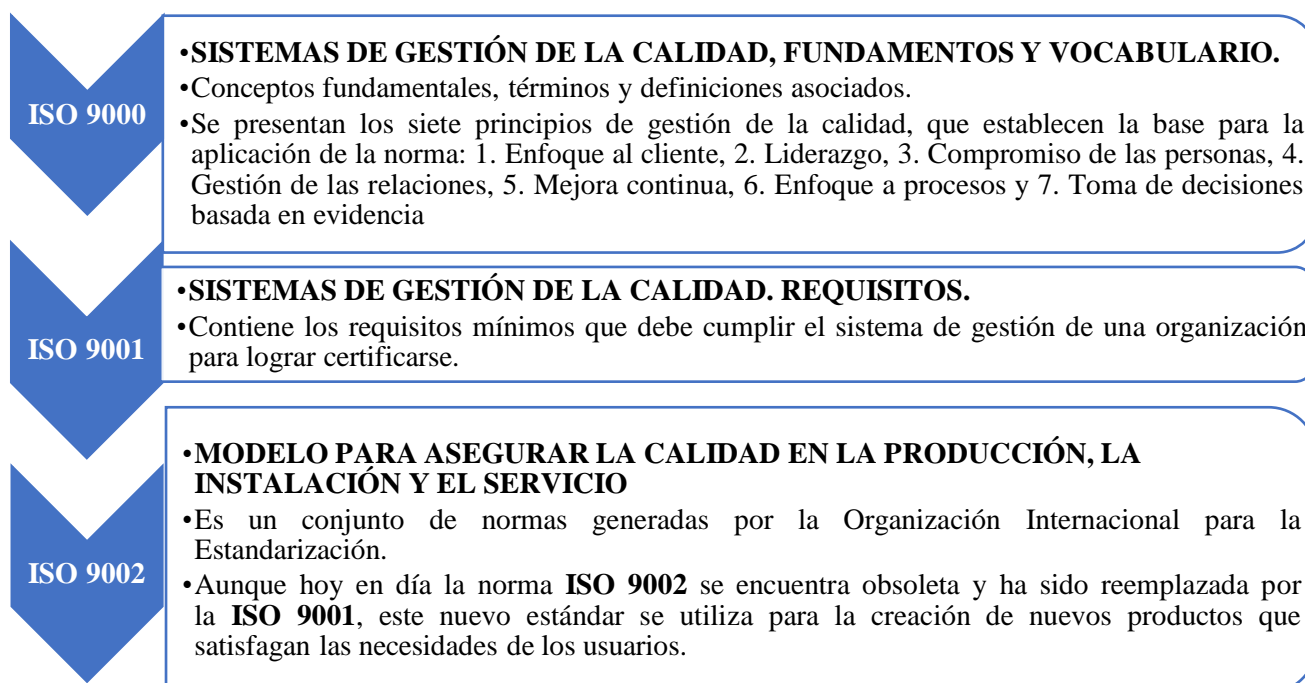 ISO 9000
•SISTEMAS DE GESTIÓN DE LA CALIDAD, FUNDAMENTOS Y VOCABULARIO.
•Conceptos fundamentales, términos y definiciones asociados.
•Se presentan los siete principios de gestión de la calidad, que establecen la base para la
aplicación de la norma: 1. Enfoque al cliente, 2. Liderazgo, 3. Compromiso de las personas, 4.
Gestión de las relaciones, 5. Mejora continua, 6. Enfoque a procesos y 7. Toma de decisiones
basada en evidencia
ISO 9001
•SISTEMAS DE GESTIÓN DE LA CALIDAD. REQUISITOS.
•Contiene los requisitos mínimos que debe cumplir el sistema de gestión de una organización
para lograr certificarse.
ISO 9002
•MODELO PARA ASEGURAR LA CALIDAD EN LA PRODUCCIÓN, LA
INSTALACIÓN Y EL SERVICIO
•Es un conjunto de normas generadas por la Organización Internacional para la
Estandarización.
•Aunque hoy en día la norma ISO 9002 se encuentra obsoleta y ha sido reemplazada por
la ISO 9001, este nuevo estándar se utiliza para la creación de nuevos productos que
satisfagan las necesidades de los usuarios.